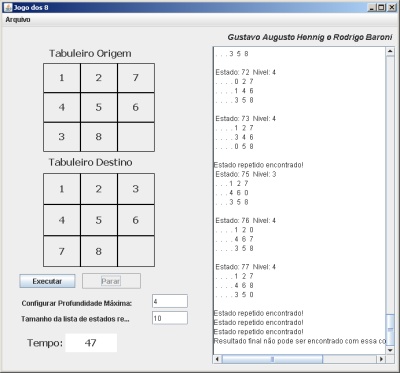 Jogo dos 8
Arquivo
Gustavo Augusto Hennig e Rodrigo Baroni
Tabuleiro Origem
1 2 7
4 5 6
3 8
Tabuleiro Destino
1 2 3
4 5 6
7 8
Executar Parar
Configurar Profundidade Máxima: 4
Tamanho da lista de estados re... 10
Tempo: 47
. . . 3 5 8
Estado: 72 Nivel: 4
. . . . 0 2 7
. . . . 1 4 6
. . . . 3 5 8
Estado: 73 Nivel: 4
. . . . 1 2 7
. . . . 3 4 6
. . . . 0 5 8
Estado repetido encontrado!
Estado: 75 Nivel: 3
. . . 1 2 7
. . . 4 6 0
. . . 3 5 8
Estado: 76 Nivel: 4
. . . . 1 2 0
. . . . 4 6 7
. . . . 3 5 8
Estado: 77 Nivel: 4
. . . . 1 2 7
. . . . 4 6 8
. . . . 3 5 0
Estado repetido encontrado!
Estado repetido encontrado!
Estado repetido encontrado!
Resultado final não pode ser encontrado com essa co